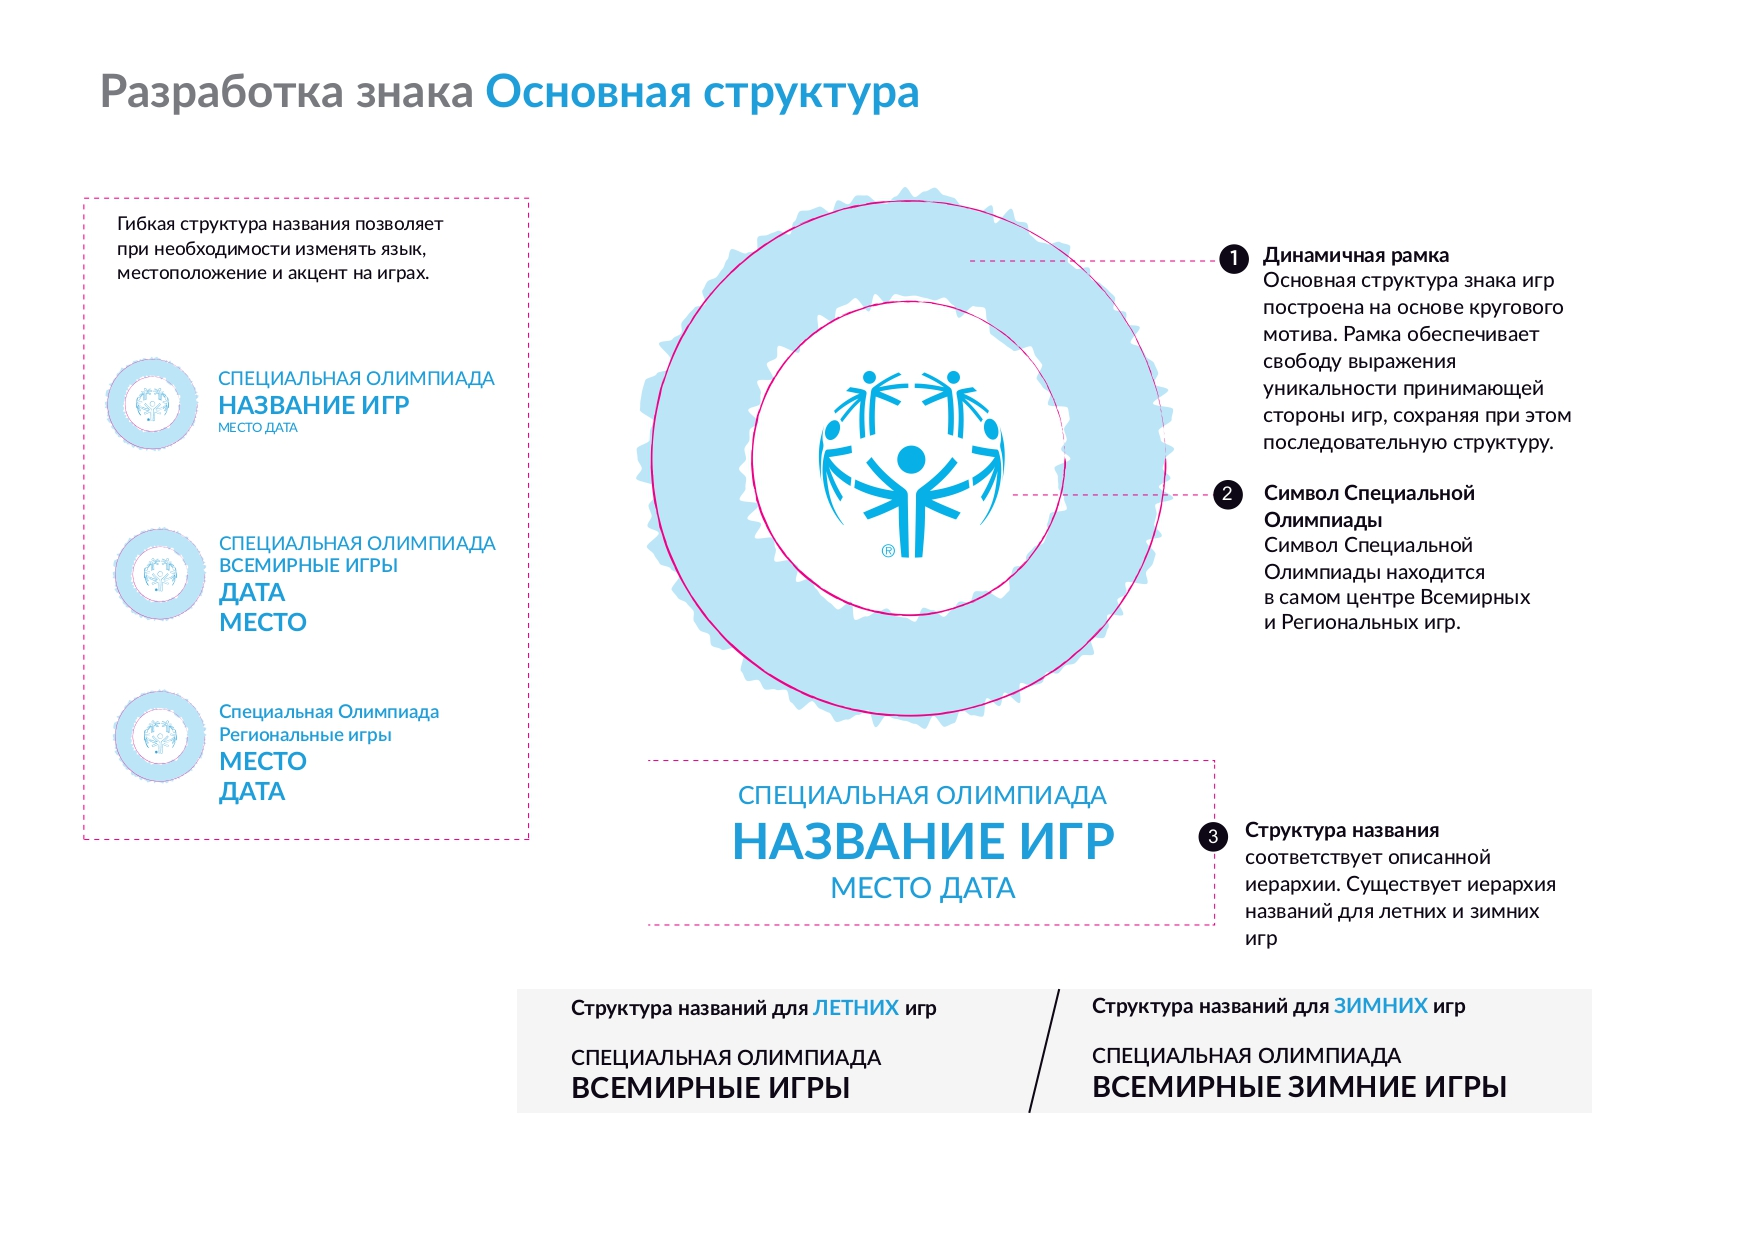 Разработка знака Основная структура
Гибкая структура названия позволяет
при необходимости изменять язык,
местоположение и акцент на играх.
СПЕЦИАЛЬНАЯ ОЛИМПИАДА
НАЗВАНИЕ ИГР
МЕСТО ДАТА
СПЕЦИАЛЬНАЯ ОЛИМПИАДА
ВСЕМИРНЫЕ ИГРЫ
ДАТА
МЕСТО
Специальная Олимпиада
Региональные игры
МЕСТО
ДАТА
®
1
Динамичная рамка
Основная структура знака игр
построена на основе кругового
мотива. Рамка обеспечивает
свободу выражения
уникальности принимающей
стороны игр, сохраняя при этом
последовательную структуру.
2
Символ Специальной
Олимпиады
Символ Специальной
Олимпиады находится
в самом центре Всемирных
и Региональных игр.
СПЕЦИАЛЬНАЯ ОЛИМПИАДА
НАЗВАНИЕ ИГР
МЕСТО ДАТА
3
Структура названия
соответствует описанной
иерархии. Существует иерархия
названий для летних и зимних
игр
Структура названий для ЛЕТНИХ игр
СПЕЦИАЛЬНАЯ ОЛИМПИАДА
ВСЕМИРНЫЕ ИГРЫ
Структура названий для ЗИМНИХ игр
СПЕЦИАЛЬНАЯ ОЛИМПИАДА
ВСЕМИРНЫЕ ЗИМНИЕ ИГРЫ